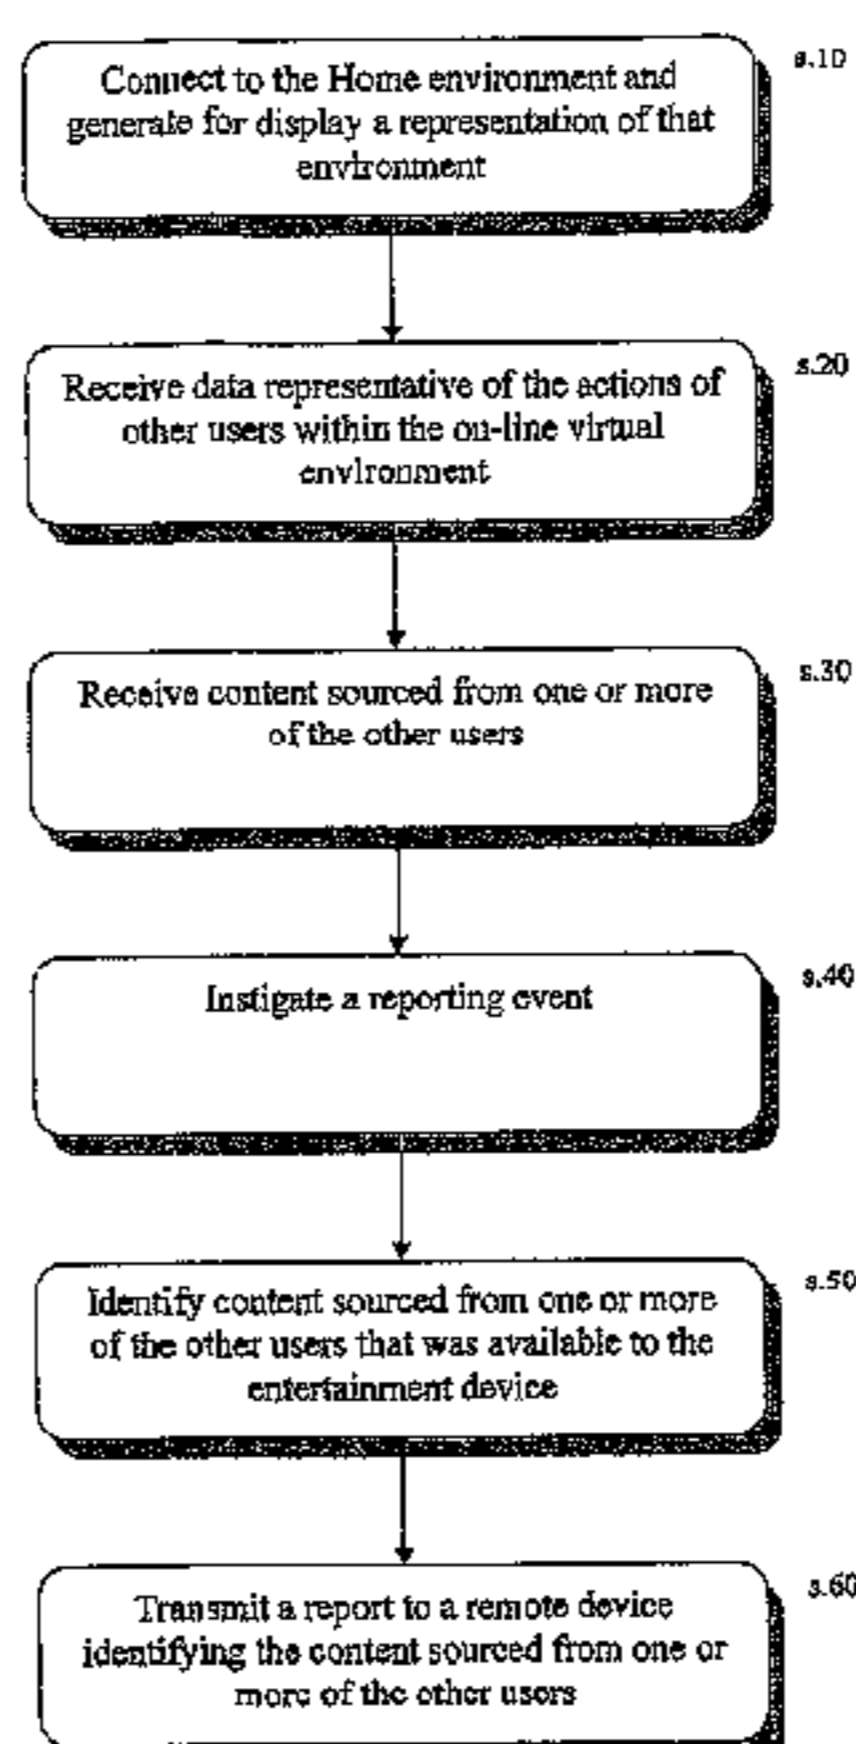 s.10
Connect to the Home environment and
generate for display a representation of that
environment
s.20
Receive data representative of the actions of
other users within the on-line virtual
environment
s.30
Receive content sourced from one or more
of the other users
s.40
Instigate a reporting event
s.50
Identify content sourced from one or more
of the other users that was available to the
entertainment device
s.60
Transmit a report to a remote device
identifying the content sourced from one or
more of the other users